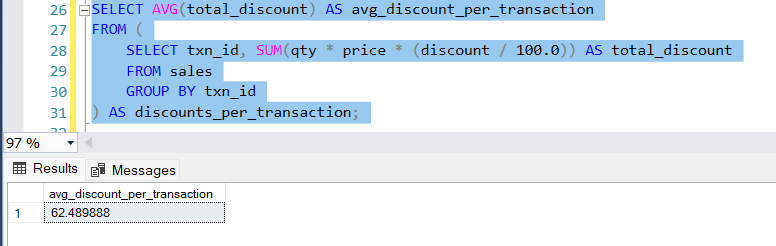 26 SELECT AVG(total_discount) AS avg_discount_per_transaction
27 FROM (
28 SELECT txn_id, SUM(qty * price * (discount / 100.0)) AS total_discount
29 FROM sales
30 GROUP BY txn_id
31 ) AS discounts_per_transaction;
97 %
Results Messages
avg_discount_per_transaction
1 62.489888